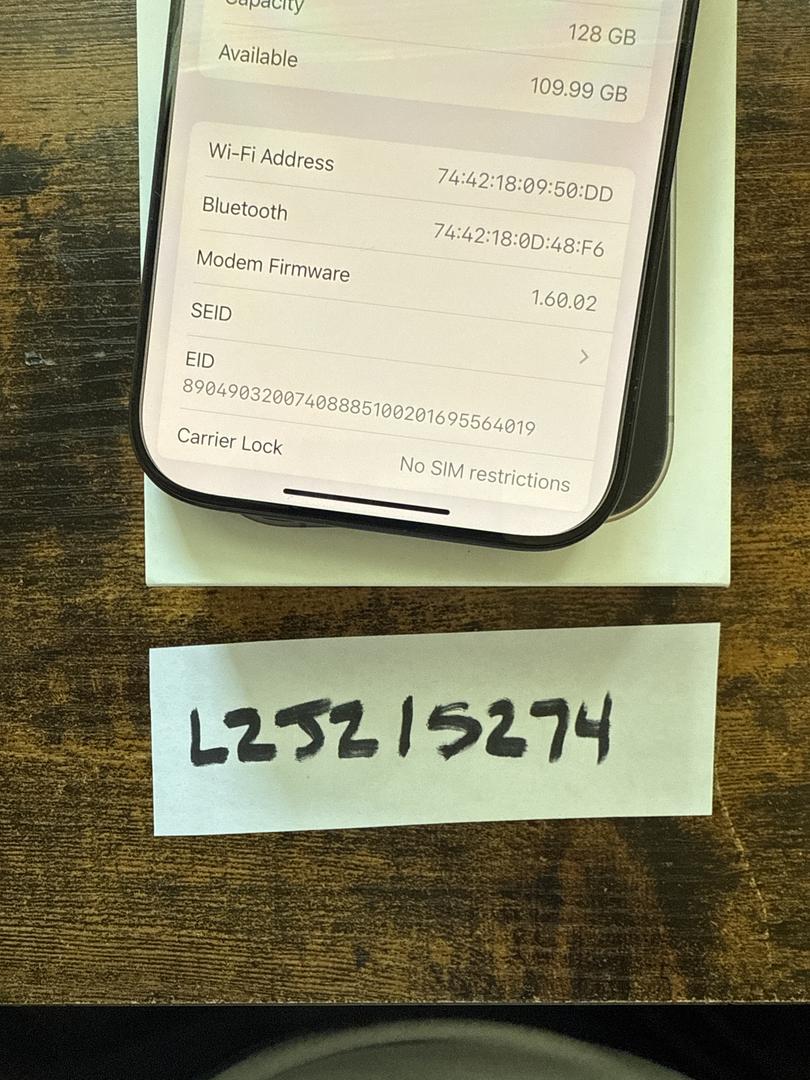 Capacity
128 GB
Available
109.99 GB
Wi-Fi Address
74:42:18:09:50:DD
Bluetooth
74:42:18:0D:48:F6
Modem Firmware
1.60.02
SEID
EID
89049032007408885100201695564019
Carrier Lock
No SIM restrictions
L2JZ15274